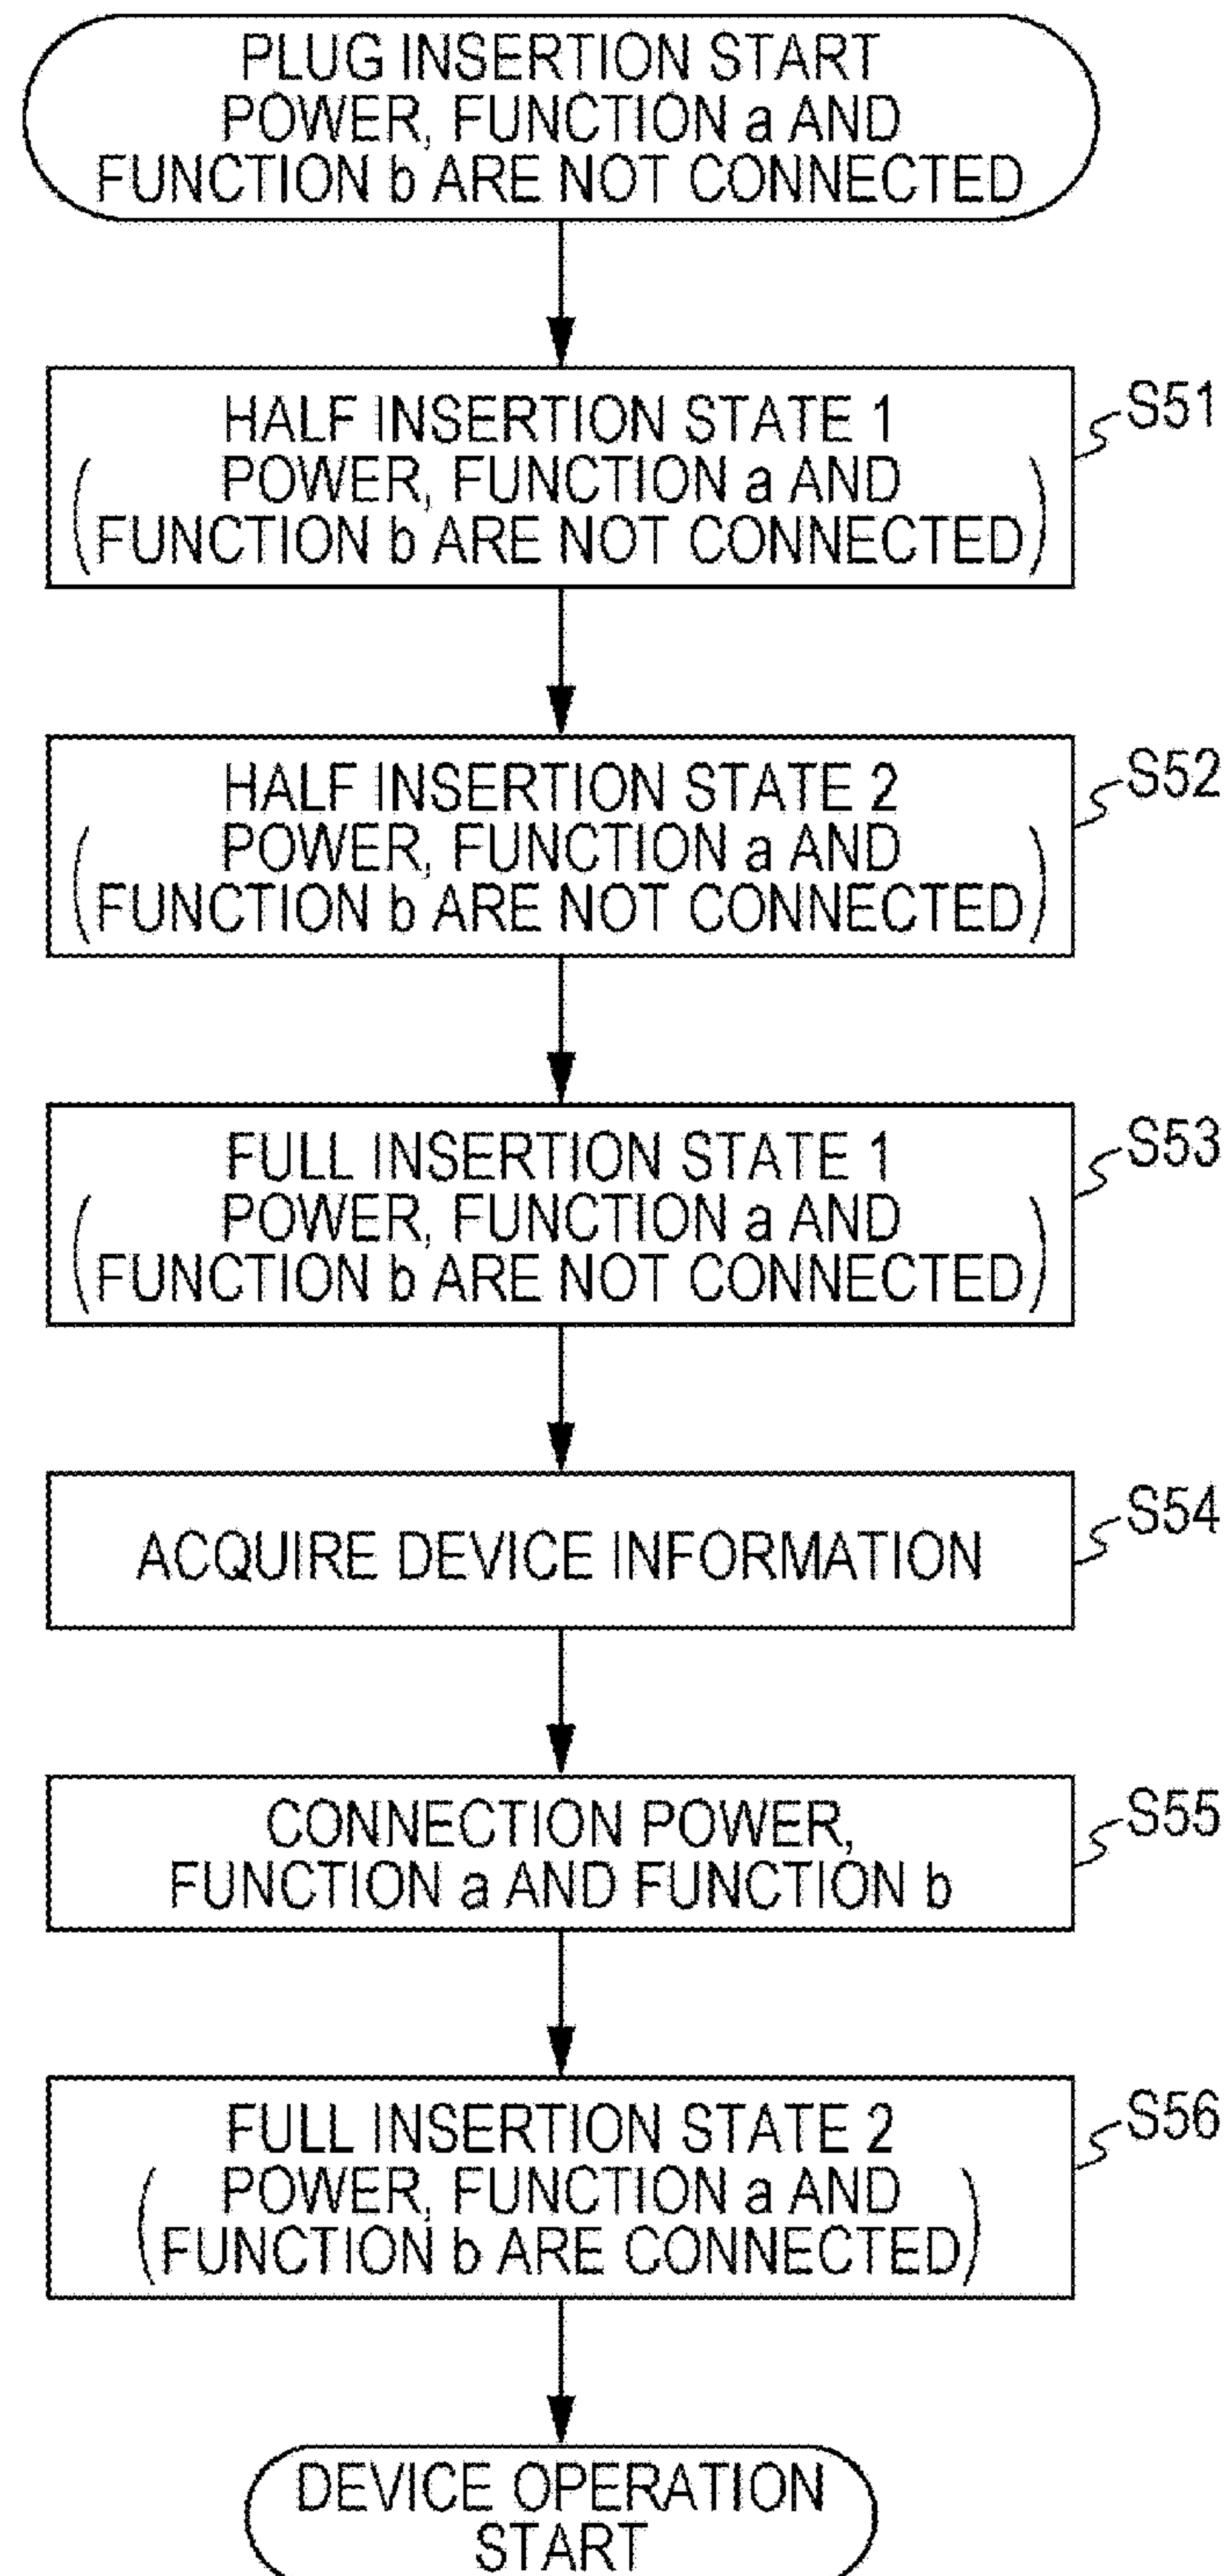 PLUG INSERTION START
POWER, FUNCTION a AND
FUNCTION b ARE NOT CONNECTED
S51
HALF INSERTION STATE 1
(POWER, FUNCTION a AND
FUNCTION b ARE NOT CONNECTED)
S52
HALF INSERTION STATE 2
(POWER, FUNCTION a AND
FUNCTION b ARE NOT CONNECTED)
S53
FULL INSERTION STATE 1
(POWER, FUNCTION a AND
FUNCTION b ARE NOT CONNECTED)
S54
ACQUIRE DEVICE INFORMATION
S55
CONNECTION POWER,
FUNCTION a AND FUNCTION b
S56
FULL INSERTION STATE 2
(POWER, FUNCTION a AND
FUNCTION b ARE CONNECTED)
DEVICE OPERATION
START